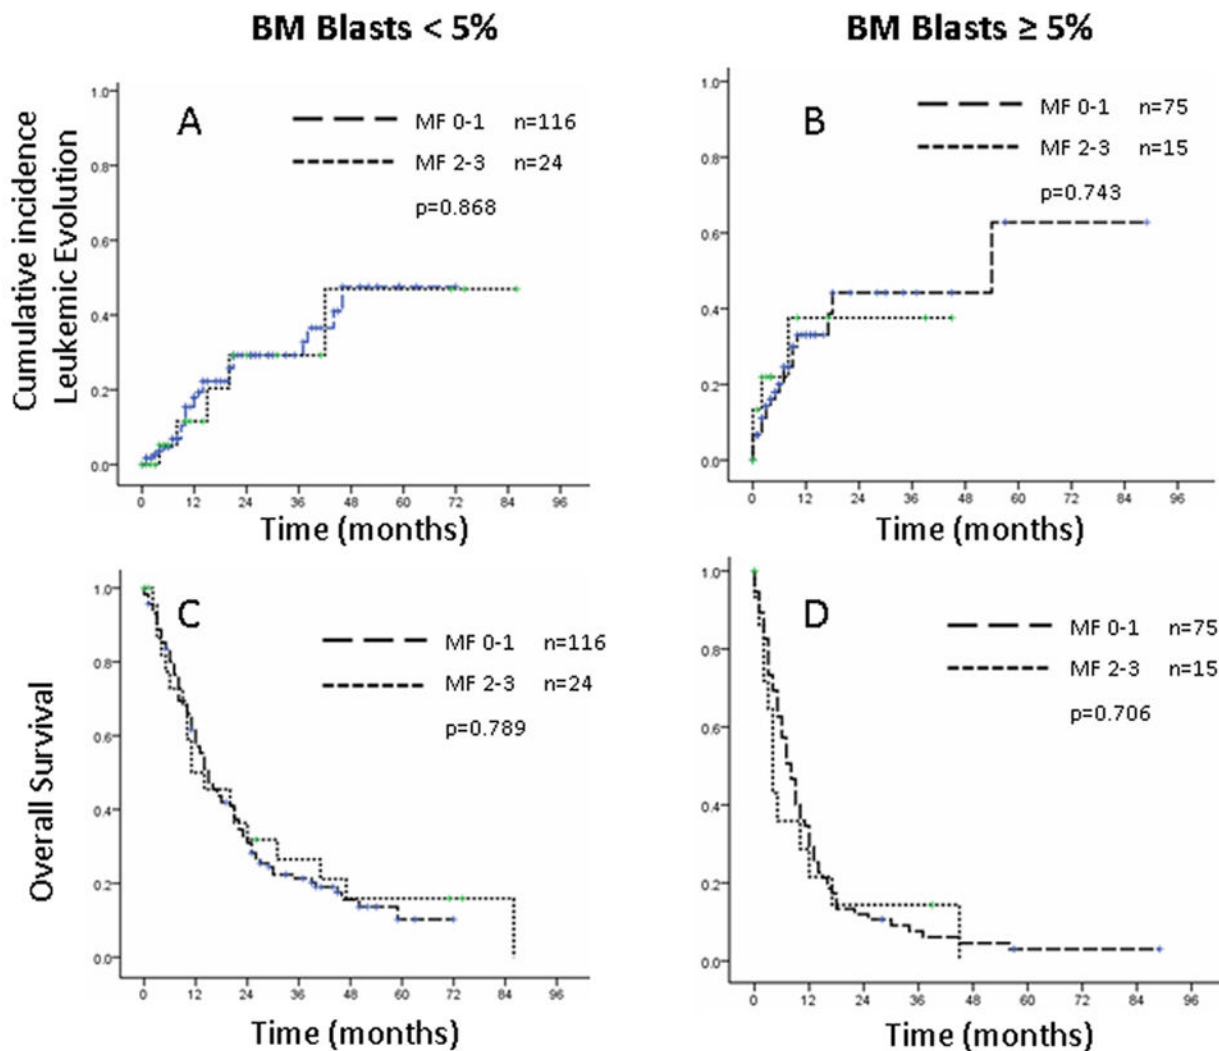 BM Blasts < 5%
BM Blasts ≥ 5%
Cumulative incidence
Leukemic Evolution
A
MF 0-1 n=116
MF 2-3 n=24
p=0.868
1.0
0.8
0.6
0.4
0.2
0.0
0 12 24 36 48 60 72 84 96
Time (months)
B
MF 0-1 n=75
MF 2-3 n=15
p=0.743
1.0
0.8
0.6
0.4
0.2
0.0
0 12 24 36 48 60 72 84 96
Time (months)
Overall Survival
C
MF 0-1 n=116
MF 2-3 n=24
p=0.789
1.0
0.8
0.6
0.4
0.2
0.0
0 12 24 36 48 60 72 84 96
Time (months)
D
MF 0-1 n=75
MF 2-3 n=15
p=0.706
1.0
0.8
0.6
0.4
0.2
0.0
0 12 24 36 48 60 72 84 96
Time (months)